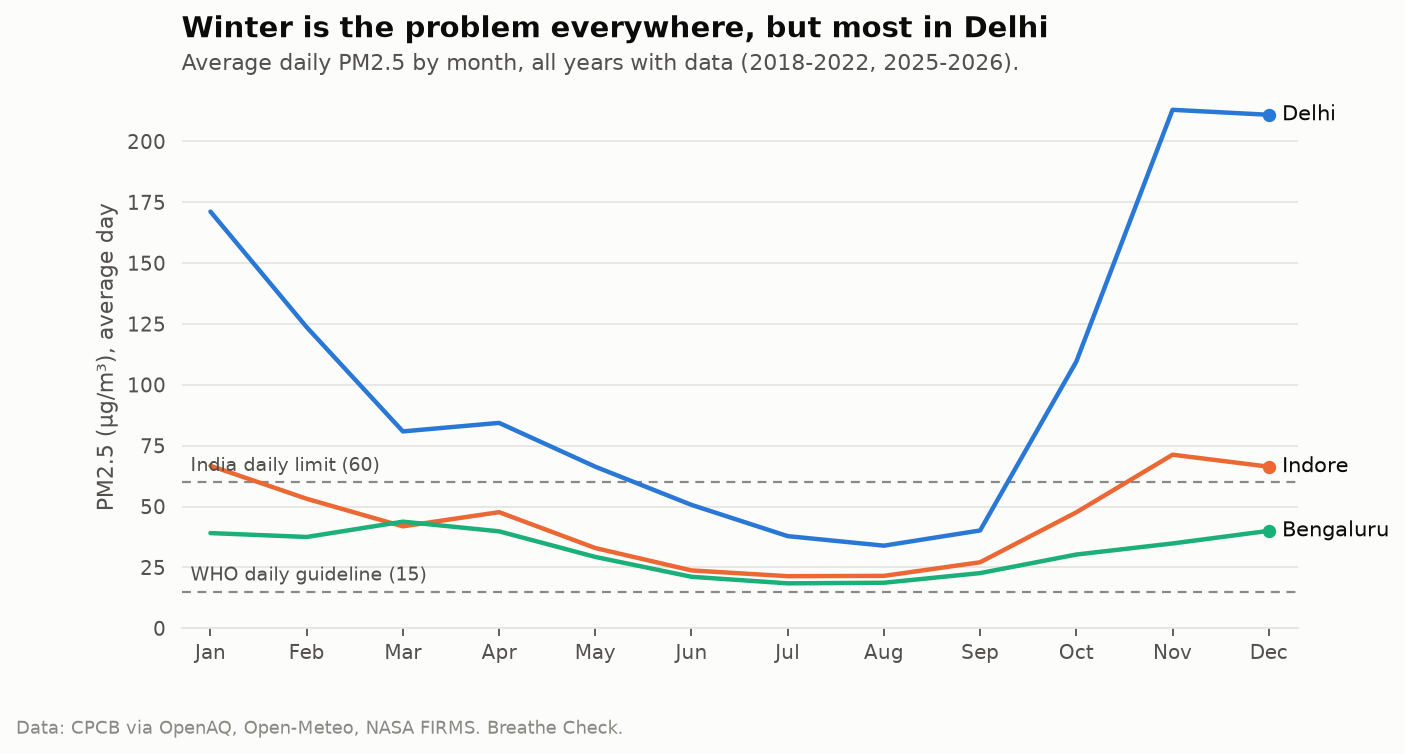 Winter is the problem everywhere, but most in Delhi
Average daily PM2.5 by month, all years with data (2018-2022, 2025-2026).
PM2.5 (µg/m³), average day
200
175
150
125
100
75
50
25
0
India daily limit (60)
WHO daily guideline (15)
Delhi
Indore
Bengaluru
Jan Feb Mar Apr May Jun Jul Aug Sep Oct Nov Dec
Data: CPCB via OpenAQ, Open-Meteo, NASA FIRMS. Breathe Check.